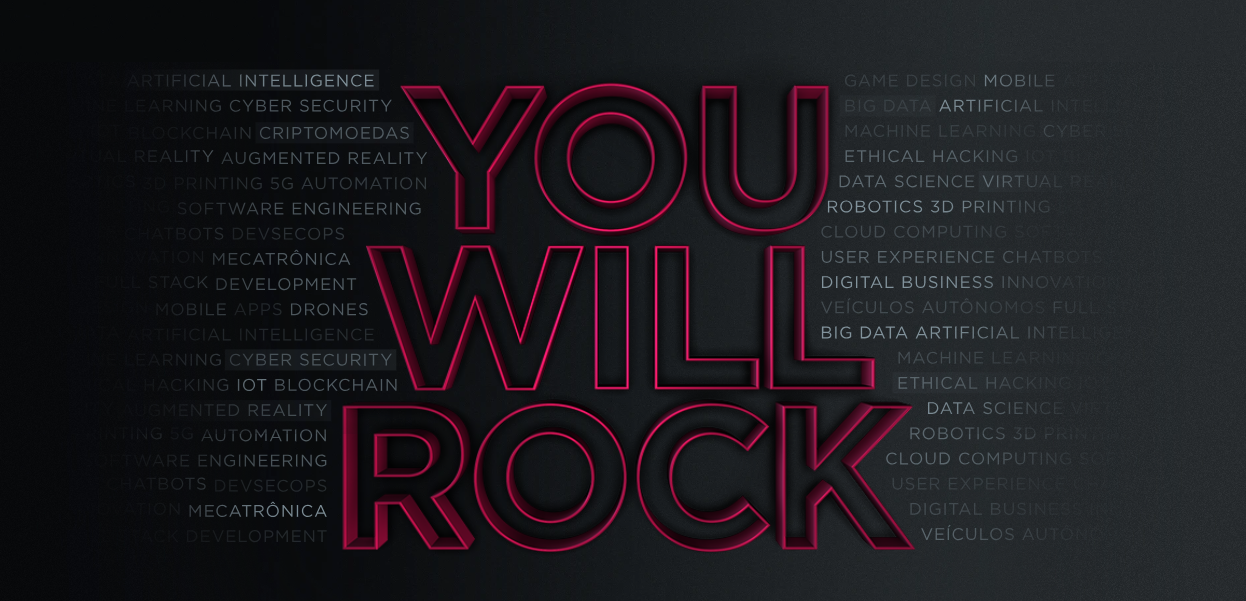 YOU
WILL
ROCK
ARTIFICIAL INTELLIGENCE
LEARNING CYBER SECURITY
BLOCKCHAIN CRIPTOMOEDAS
REALITY AUGMENTED REALITY
3D PRINTING 5G AUTOMATION
SOFTWARE ENGINEERING
CHATBOTS DEVSECOPS
MECATRÔNICA
FULL STACK DEVELOPMENT
MOBILE APPS DRONES
ARTIFICIAL INTELLIGENCE
LEARNING CYBER SECURITY
HACKING IOT BLOCKCHAIN
AUGMENTED REALITY
5G AUTOMATION
SOFTWARE ENGINEERING
CHATBOTS DEVSECOPS
MECATRÔNICA
STACK DEVELOPMENT
GAME DESIGN MOBILE
BIG DATA ARTIFICIAL
MACHINE LEARNING CYBER
ETHICAL HACKING IOT
DATA SCIENCE VIRTUAL
ROBOTICS 3D PRINTING
CLOUD COMPUTING
USER EXPERIENCE CHATBOTS
DIGITAL BUSINESS
VEÍCULOS AUTÔNOMOS FULL
BIG DATA ARTIFICIAL
MACHINE
ETHICAL HACKING
DATA SCIENCE
ROBOTICS 3D
CLOUD COMPUTING
USER EXPERIENCE
DIGITAL BUSINESS
VEÍCULOS